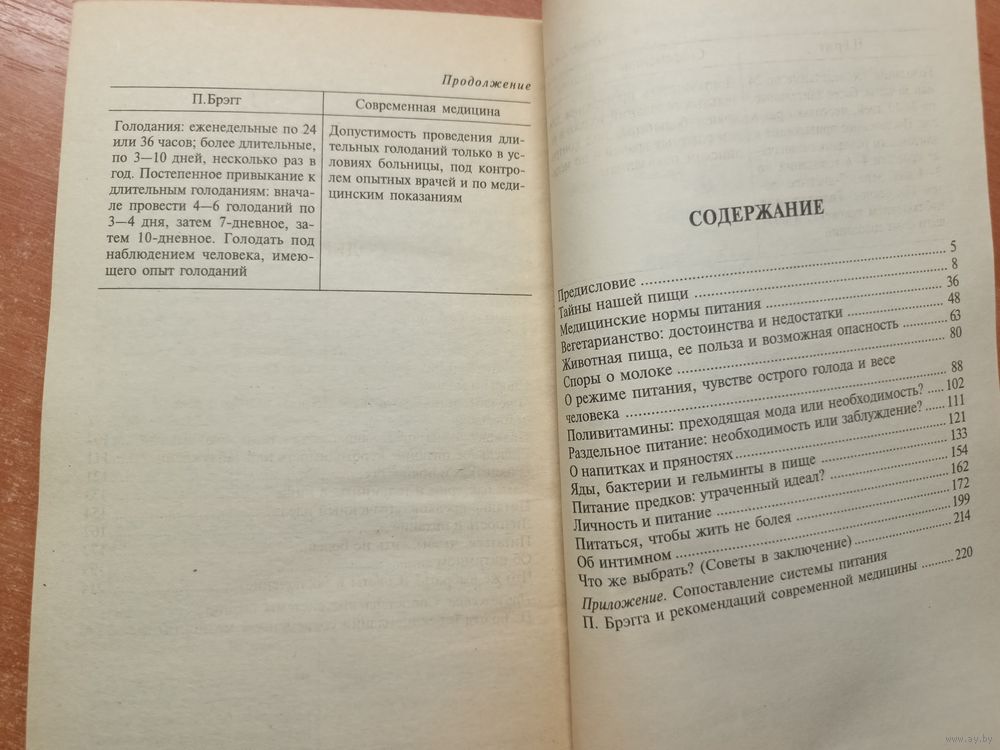 Продолжение
П.Брэгг
Современная медицина
Голодания: еженедельные по 24
или 36 часов; более длительные,
по 3—10 дней, несколько раз в
год. Постепенное привыкание к
длительным голоданиям: внача-
ле провести 4—6 голоданий по
3—4 дня, затем 7-дневное, за-
тем 10-дневное. Голодать под
наблюдением человека, имею-
щего опыт голоданий
Допустимость проведения дли-
тельных голоданий только в ус-
ловиях больницы, под контро-
лем опытных врачей и по меди-
цинским показаниям
СОДЕРЖАНИЕ
Предисловие ... 5
Тайны нашей пищи ... 8
Медицинские нормы питания ... 36
Вегетарианство: достоинства и недостатки ... 48
Животная пища, ее польза и возможная опасность ... 63
Споры о молоке ... 80
О режиме питания, чувстве острого голода и весе
человека ... 88
Поливитамины: преходящая мода или необходимость? ... 102
Раздельное питание: необходимость или заблуждение? ... 111
О напитках и пряностях ... 121
Яды, бактерии и гельминты в пище ... 133
Питание предков: утраченный идеал? ... 154
Личность и питание ... 162
Питаться, чтобы жить не болея ... 172
Об интимном ... 199
Что же выбрать? (Советы в заключение) ... 214
Приложение. Сопоставление системы питания
П. Брэгга и рекомендаций современной медицины ... 220
www.ay.by